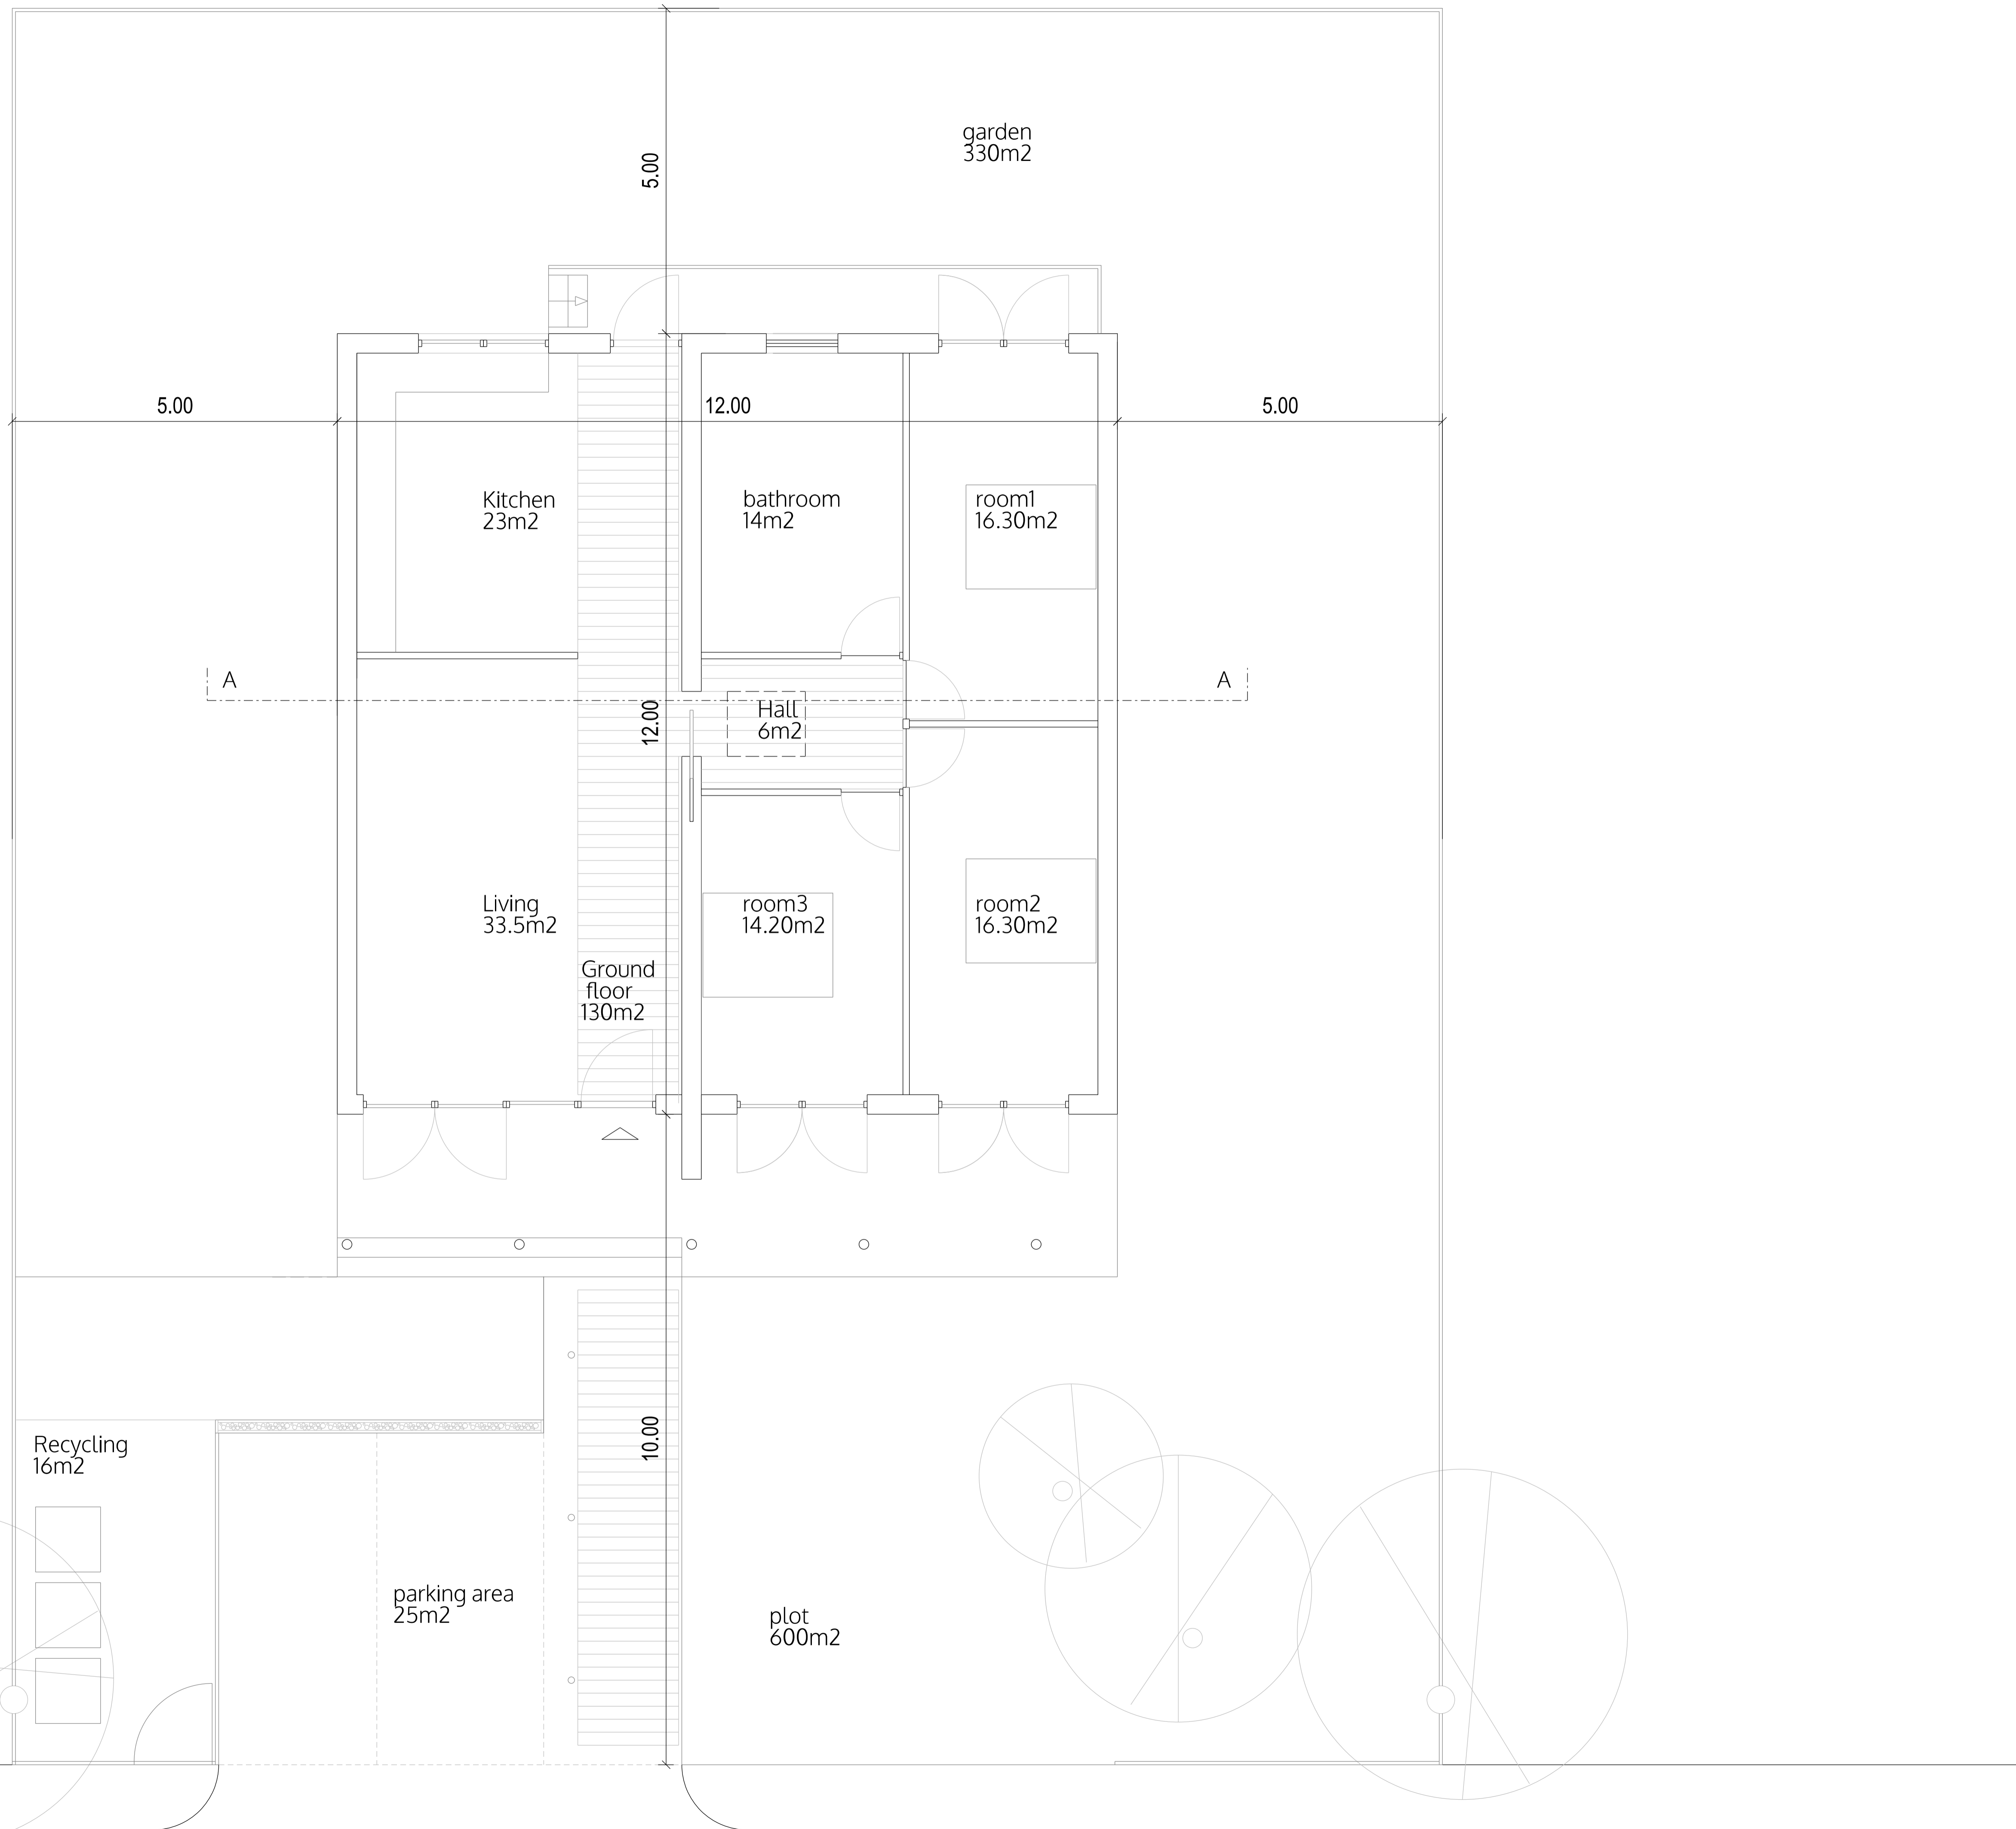 garden
330m2
5.00
5.00
12.00
5.00
Kitchen
23m2
bathroom
14m2
room1
16.30m2
A
A
Hall
6m2
12.00
Living
33.5m2
room3
14.20m2
room2
16.30m2
Ground
floor
130m2
10.00
Recycling
16m2
parking area
25m2
plot
600m2